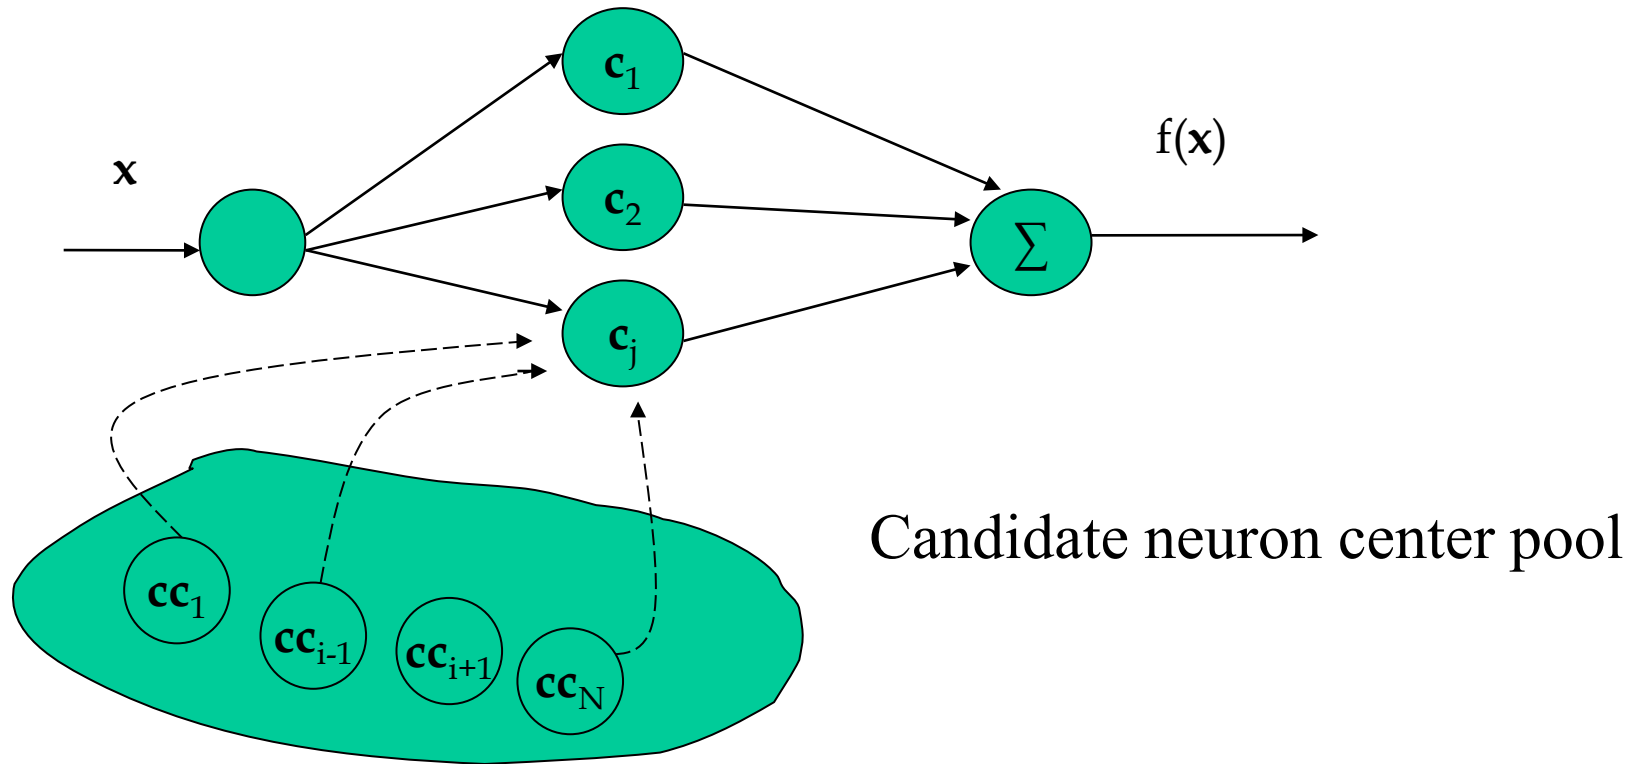 c1
x
f(x)
c2
∑
cj
Candidate neuron center pool
cc1
cci-1
cci+1
ccN